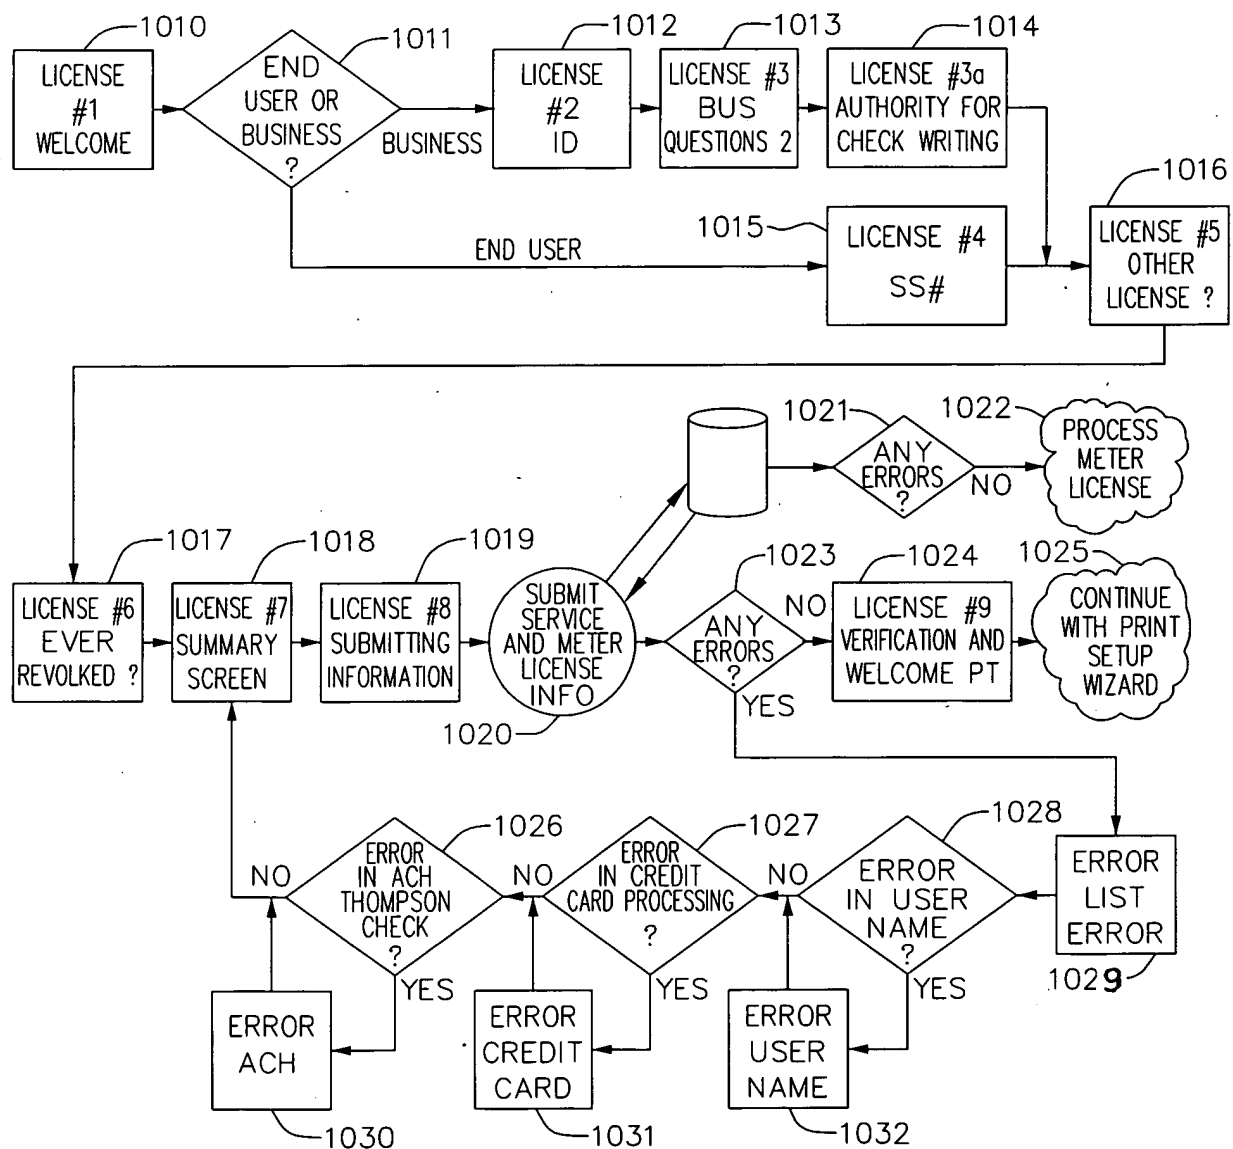 1010
1011
1012
1013
1014
LICENSE
#1
WELCOME
END
USER OR
BUSINESS
?
BUSINESS
LICENSE
#2
ID
LICENSE #3
BUS
QUESTIONS 2
LICENSE #3a
AUTHORITY FOR
CHECK WRITING
END USER
1015
LICENSE #4
SS#
1016
LICENSE #5
OTHER
LICENSE ?
1021
ANY
ERRORS
?
NO
1022
PROCESS
METER
LICENSE
1017
LICENSE #6
EVER
REVOLKED ?
1018
LICENSE #7
SUMMARY
SCREEN
1019
LICENSE #8
SUBMITTING
INFORMATION
SUBMIT
SERVICE
AND METER
LICENSE
INFO
1020
1023
ANY
ERRORS
?
NO
YES
1024
LICENSE #9
VERIFICATION AND
WELCOME PT
1025
CONTINUE
WITH PRINT
SETUP
WIZARD
1026
ERROR
IN ACH
THOMPSON
CHECK
?
NO
YES
1027
ERROR
IN CREDIT
CARD PROCESSING
?
NO
YES
1028
ERROR
IN USER
NAME
?
NO
YES
ERROR
LIST
ERROR
1029
ERROR
ACH
1030
ERROR
CREDIT
CARD
1031
ERROR
USER
NAME
1032